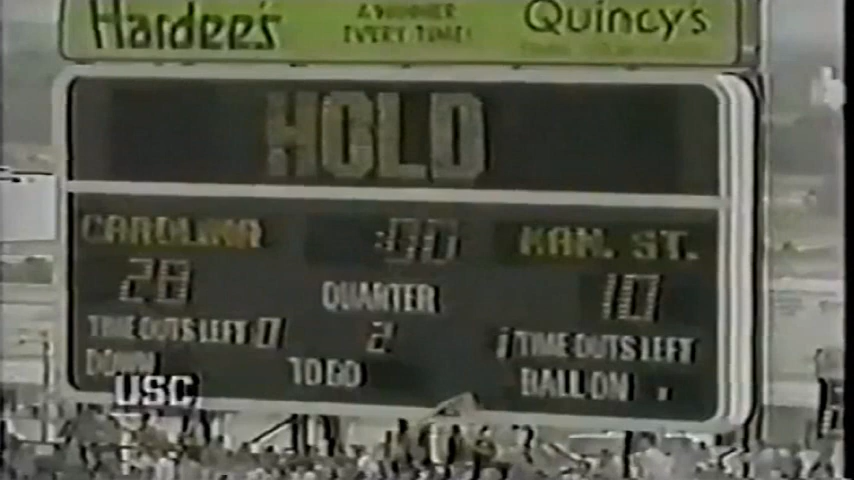 Hardee's
A WINNER
EVERY TIME!
Quincy's
HOLD
CAROLINA :00 KAN. ST.
28 QUARTER 10
TIME OUTS LEFT 0 2 1 TIME OUTS LEFT
DOWN TO GO BALL ON
USC